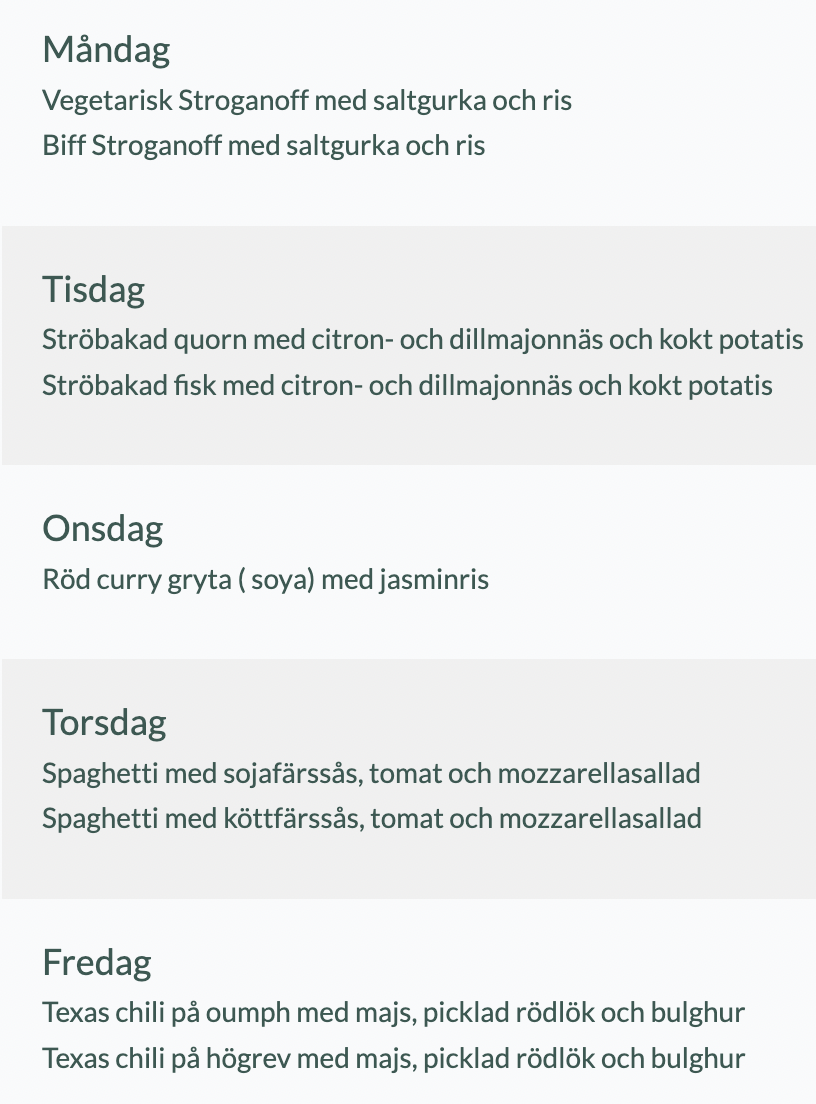 Måndag
Vegetarisk Stroganoff med saltgurka och ris
Biff Stroganoff med saltgurka och ris
Tisdag
Ströbakad quorn med citron- och dillmajonnäs och kokt potatis
Ströbakad fisk med citron- och dillmajonnäs och kokt potatis
Onsdag
Röd curry gryta ( soya) med jasminris
Torsdag
Spaghetti med sojafärssås, tomat och mozzarellasallad
Spaghetti med köttfärssås, tomat och mozzarellasallad
Fredag
Texas chili på oumph med majs, picklad rödlök och bulghur
Texas chili på högrev med majs, picklad rödlök och bulghur